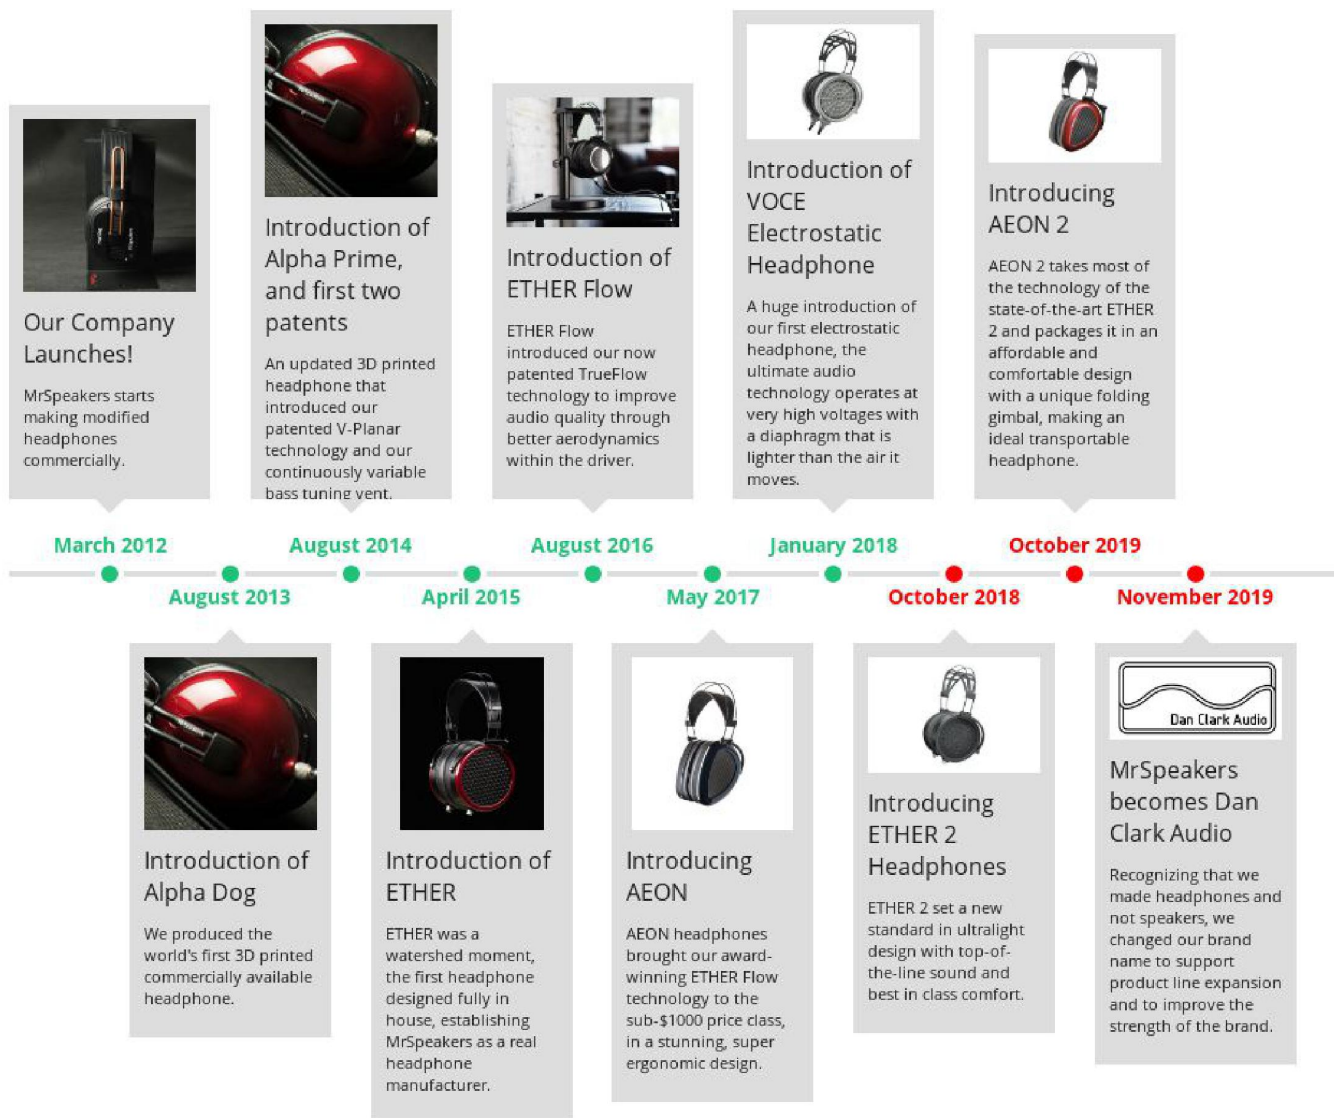 Our Company
Launches!
MrSpeakers starts
making modified
headphones
commercially.
March 2012
Introduction of
Alpha Dog
We produced the
world's first 3D printed
commercially available
headphone.
August 2013
Introduction of
Alpha Prime,
and first two
patents
An updated 3D printed
headphone that
introduced our
patented V-Planar
technology and our
continuously variable
bass tuning vent.
August 2014
April 2015
Introduction of
ETHER
ETHER was a
watershed moment,
the first headphone
designed fully in
house, establishing
MrSpeakers as a real
headphone
manufacturer.
Introduction of
ETHER Flow
ETHER Flow
introduced our now
patented TrueFlow
technology to improve
audio quality through
better aerodynamics
within the driver.
August 2016
May 2017
Introducing
AEON
AEON headphones
brought our award-
winning ETHER Flow
technology to the
sub-$1000 price class,
in a stunning, super
ergonomic design.
Introduction of
VOCE
Electrostatic
Headphone
A huge introduction of
our first electrostatic
headphone, the
ultimate audio
technology operates at
very high voltages with
a diaphragm that is
lighter than the air it
moves.
January 2018
October 2018
Introducing
ETHER 2
Headphones
ETHER 2 set a new
standard in ultralight
design with top-of-
the-line sound and
best in class comfort.
Introducing
AEON 2
AEON 2 takes most of
the technology of the
state-of-the-art ETHER
2 and packages it in an
affordable and
comfortable design
with a unique folding
gimbal, making an
ideal transportable
headphone.
October 2019
November 2019
Dan Clark Audio
MrSpeakers
becomes Dan
Clark Audio
Recognizing that we
made headphones and
not speakers, we
changed our brand
name to support
product line expansion
and to improve the
strength of the brand.